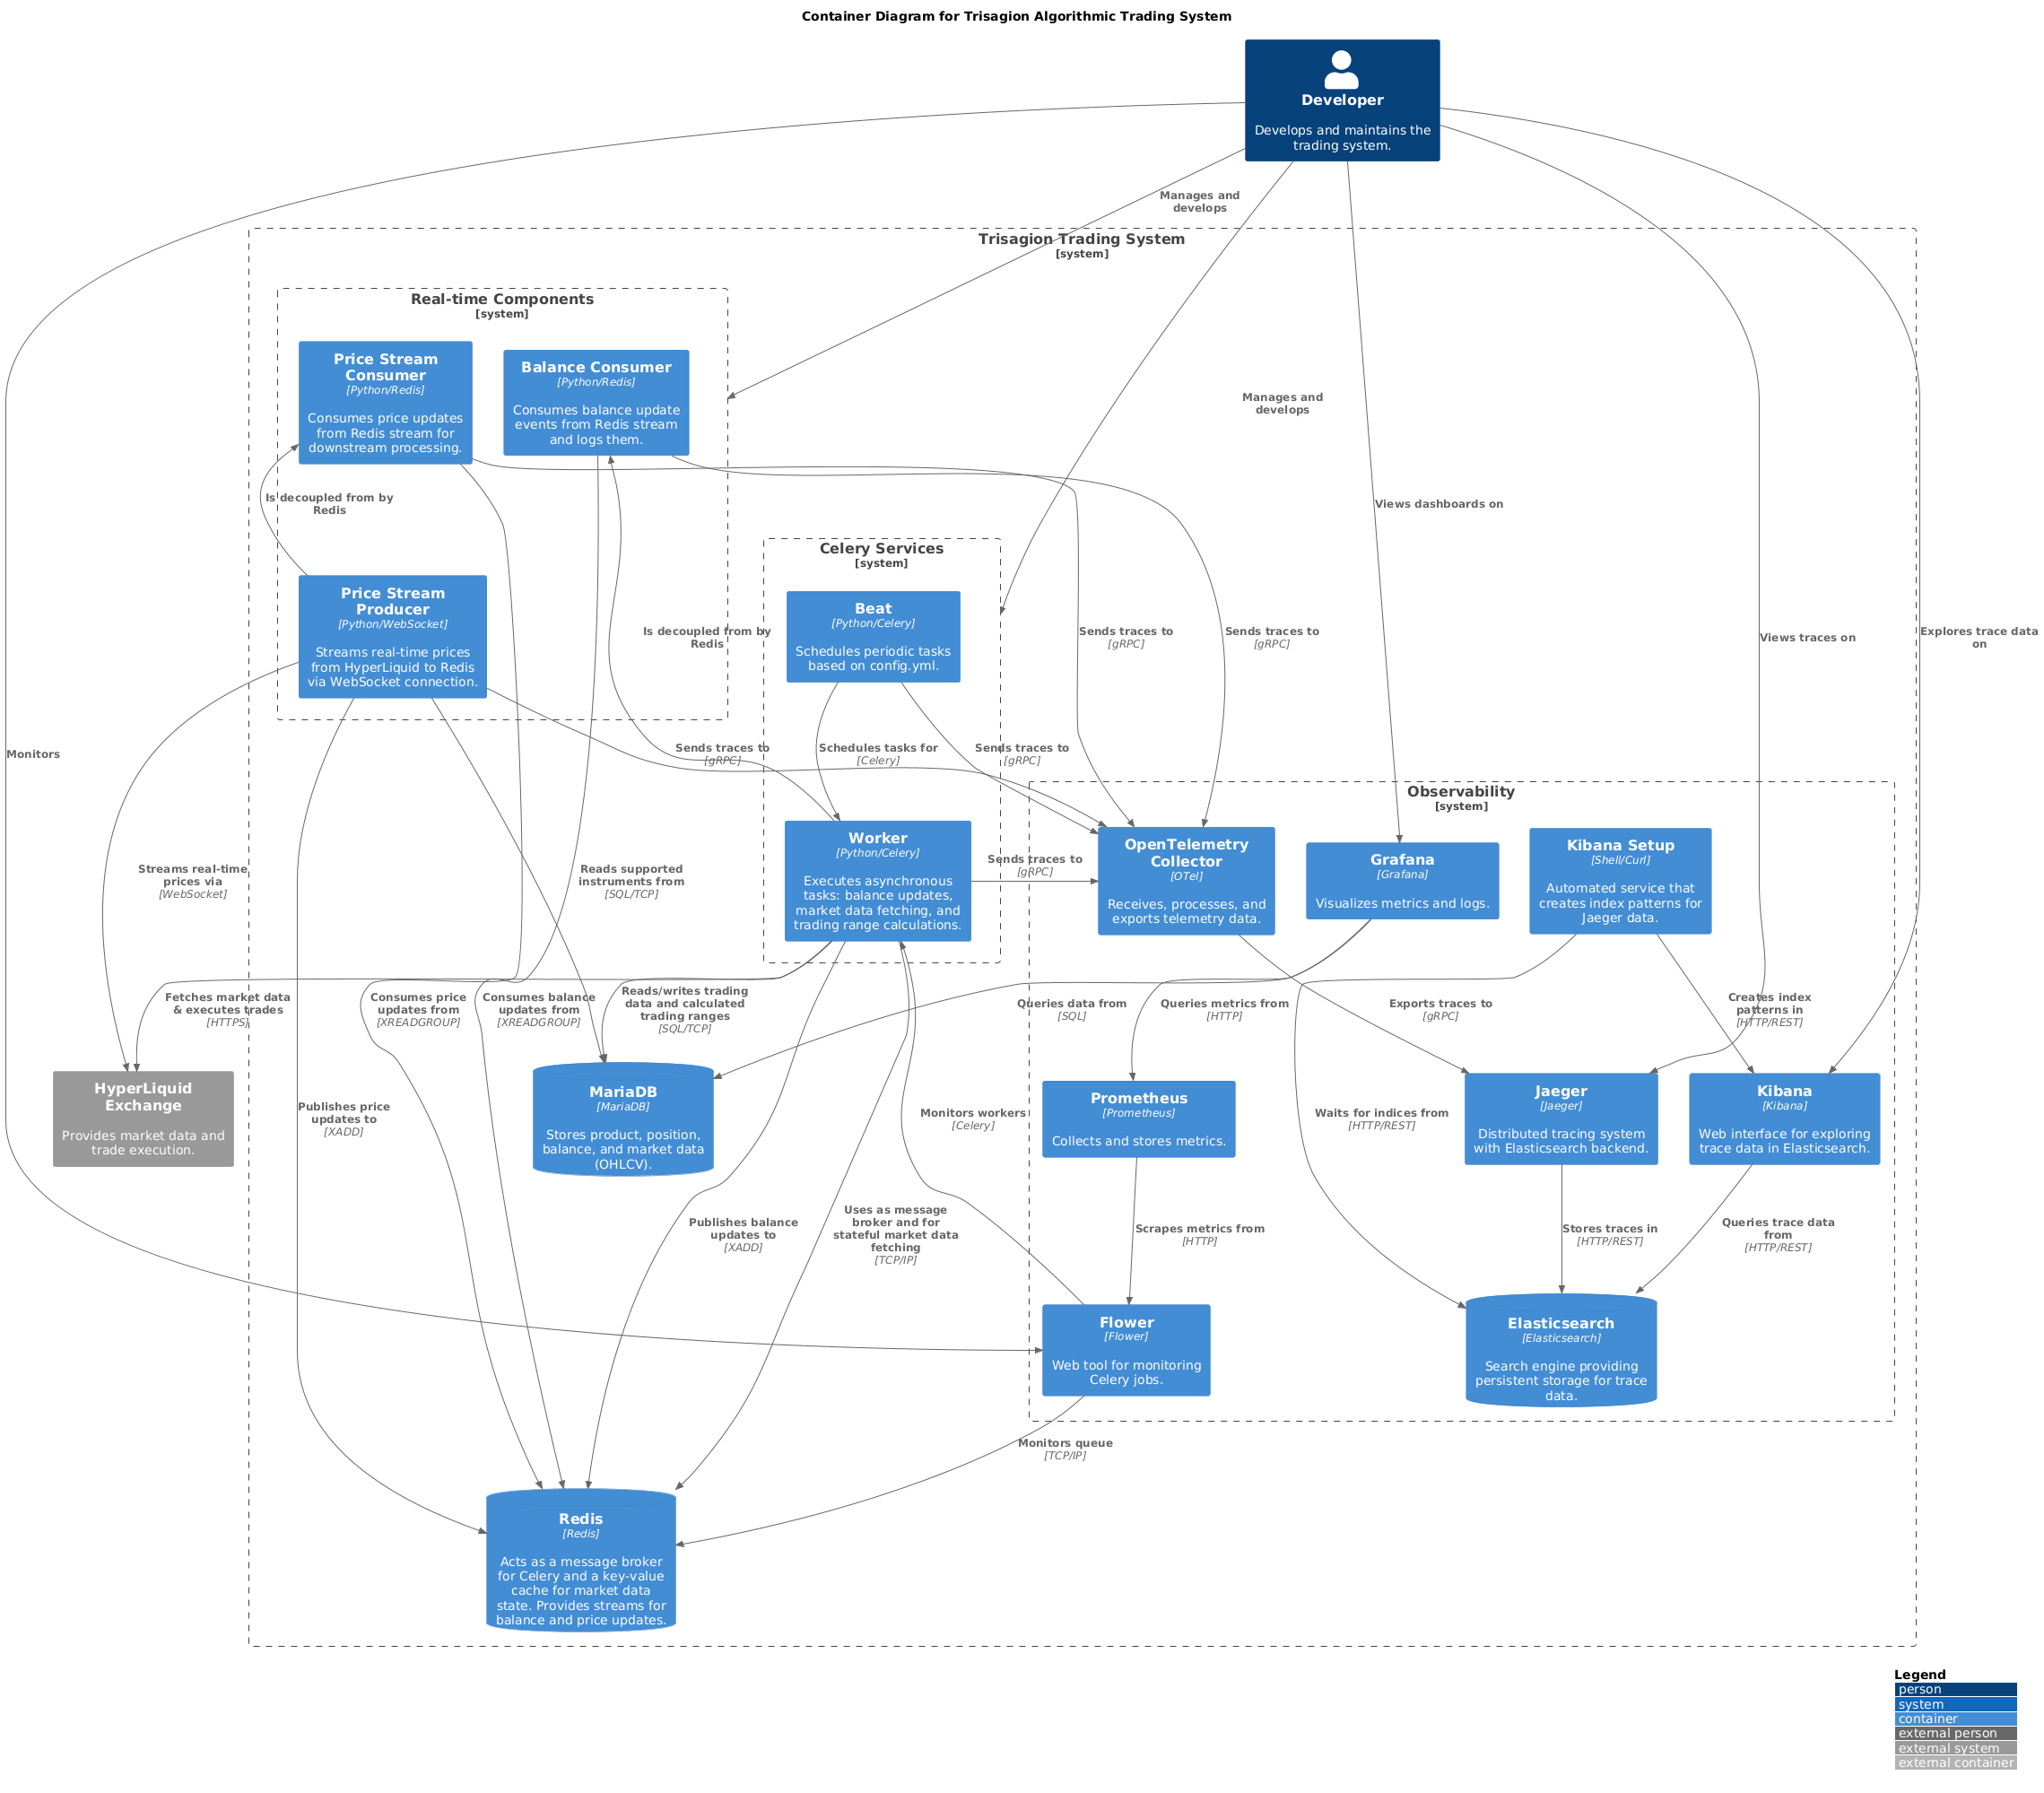 Container Diagram for Trisagion Algorithmic Trading System
Developer
Develops and maintains the
trading system.
Manages and
develops
Trisagion Trading System
[system]
Real-time Components
[system]
Price Stream
Consumer
[Python/Redis]
Consumes price updates
from Redis stream for
downstream processing.
Balance Consumer
[Python/Redis]
Consumes balance update
events from Redis stream
and logs them.
Manages and
develops
Is decoupled from by
Redis
Views dashboards on
Celery Services
[system]
Price Stream
Producer
[Python/WebSocket]
Streams real-time prices
from HyperLiquid to Redis
via WebSocket connection.
Is decoupled from by
Redis
Beat
[Python/Celery]
Schedules periodic tasks
based on config.yml.
Sends traces to
[gRPC]
Sends traces to
[gRPC]
Views traces on
Explores trace data
on
Monitors
Sends traces to
[gRPC]
Schedules tasks for
[Celery]
Sends traces to
[gRPC]
Observability
[system]
Streams real-time
prices via
[WebSocket]
Reads supported
instruments from
[SQL/TCP]
Worker
[Python/Celery]
Executes asynchronous
tasks: balance updates,
market data fetching, and
trading range calculations.
Sends traces to
[gRPC]
OpenTelemetry
Collector
[OTel]
Receives, processes, and
exports telemetry data.
Grafana
[Grafana]
Visualizes metrics and logs.
Kibana Setup
[Shell/Curl]
Automated service that
creates index patterns for
Jaeger data.
Fetches market data
& executes trades
[HTTPS]
Consumes price
updates from
[XREADGROUP]
Consumes balance
updates from
[XREADGROUP]
Reads/writes trading
data and calculated
trading ranges
[SQL/TCP]
Queries data from
[SQL]
Queries metrics from
[HTTP]
Exports traces to
[gRPC]
Creates index
patterns in
[HTTP/REST]
HyperLiquid
Exchange
Provides market data and
trade execution.
Publishes price
updates to
[XADD]
MariaDB
[MariaDB]
Stores product, position,
balance, and market data
(OHLCV).
Monitors workers
[Celery]
Prometheus
[Prometheus]
Collects and stores metrics.
Waits for indices from
[HTTP/REST]
Jaeger
[Jaeger]
Distributed tracing system
with Elasticsearch backend.
Kibana
[Kibana]
Web interface for exploring
trace data in Elasticsearch.
Publishes balance
updates to
[XADD]
Uses as message
broker and for
stateful market data
fetching
[TCP/IP]
Scrapes metrics from
[HTTP]
Stores traces in
[HTTP/REST]
Queries trace data
from
[HTTP/REST]
Flower
[Flower]
Web tool for monitoring
Celery jobs.
Elasticsearch
[Elasticsearch]
Search engine providing
persistent storage for trace
data.
Monitors queue
[TCP/IP]
Redis
[Redis]
Acts as a message broker
for Celery and a key-value
cache for market data
state. Provides streams for
balance and price updates.
Legend
person
system
container
external person
external system
external container